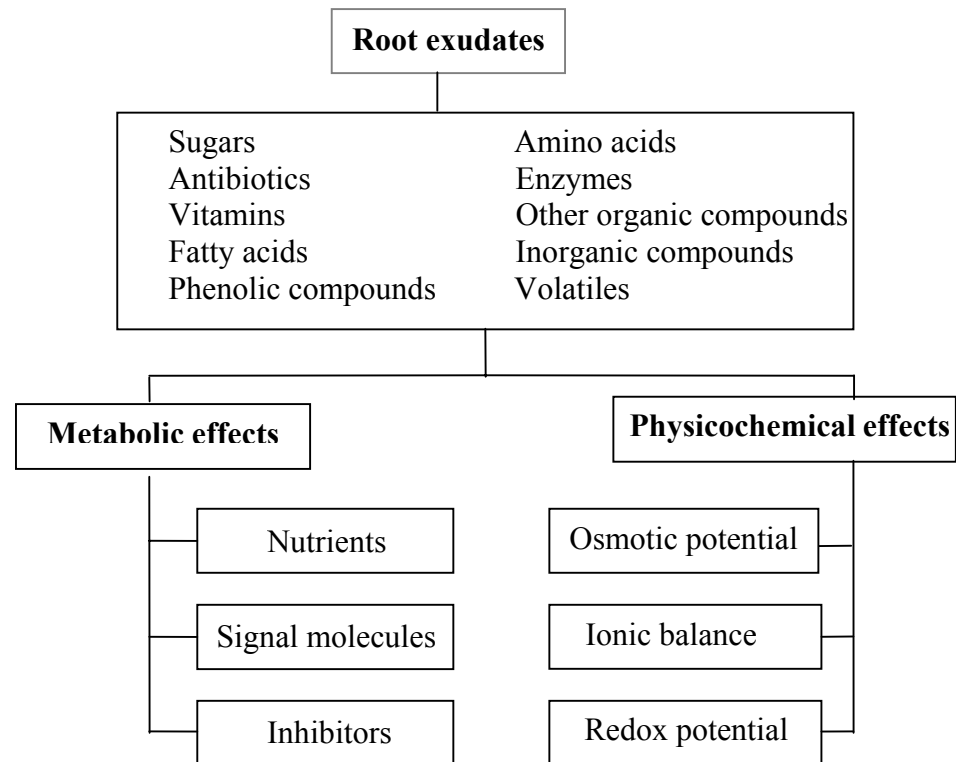 Root exudates
Sugars
Antibiotics
Vitamins
Fatty acids
Phenolic compounds
Amino acids
Enzymes
Other organic compounds
Inorganic compounds
Volatiles
Metabolic effects
Nutrients
Signal molecules
Inhibitors
Physicochemical effects
Osmotic potential
Ionic balance
Redox potential